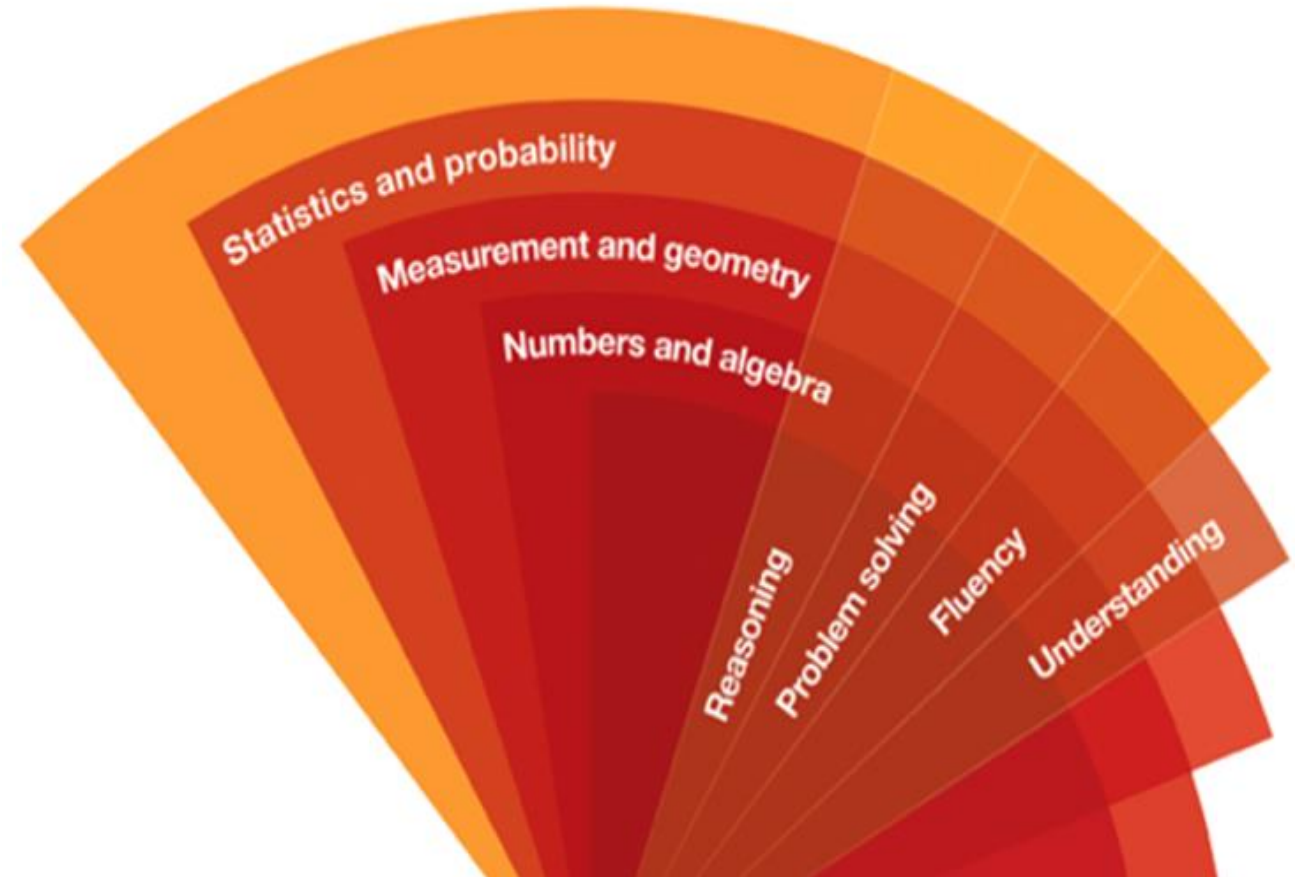 Statistics and probability
Measurement and geometry
Numbers and algebra
Reasoning
Problem solving
Fluency
Understanding